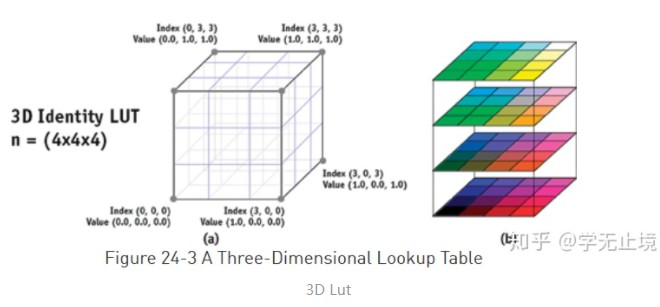 Index (0, 3, 3)
Value (0.0, 1.0, 1.0)
Index (3, 3, 3)
Value (1.0, 1.0, 1.0)
3D Identity LUT
n = (4x4x4)
Index (3, 0, 3)
Value (1.0, 0.0, 1.0)
Index (0, 0, 0)
Value (0.0, 0.0, 0.0)
Index (3, 0, 0)
Value (1.0, 0.0, 0.0)
(a)
(b)
知乎 @学无止境
Figure 24-3 A Three-Dimensional Lookup Table
3D Lut